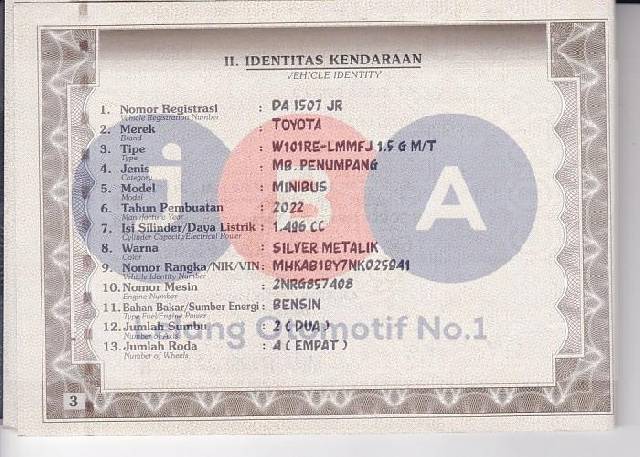 II. IDENTITAS KENDARAAN
VEHICLE IDENTITY
1. Nomor Registrasi : DA 1507 JR
Vehicle Registration Number
2. Merek : TOYOTA
Brand
3. Tipe : W101RE-LMMFJ 1.5 G M/T
Type
4. Jenis : MB. PENUMPANG
Category
5. Model : MINIBUS
Model
6. Tahun Pembuatan : 2022
Manufacture Year
7. Isi Silinder/Daya Listrik : 1.496 CC
Cylinder Capacity/Electrical Power
8. Warna : SILVER METALIK
Color
9. Nomor Rangka/NIK/VIN : MHKAB1BY7NK025941
Vehicle Identity Number
10. Nomor Mesin : 2NRG857408
Engine Number
11. Bahan Bakar/Sumber Energi : BENSIN
Type Fuel/Engine Power
12. Jumlah Sumbu : 2 ( DUA )
Number of Axis
13. Jumlah Roda : 4 ( EMPAT )
Number of Wheels
3
iBA
Lelang Otomotif No.1